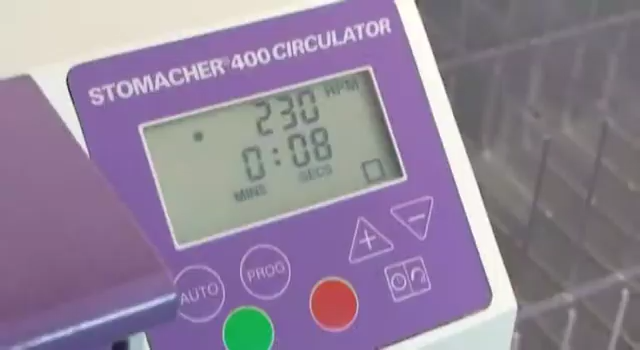 STOMACHER® 400 CIRCULATOR
230 RPM
0:08
MINS SECS
+ −
AUTO PROG